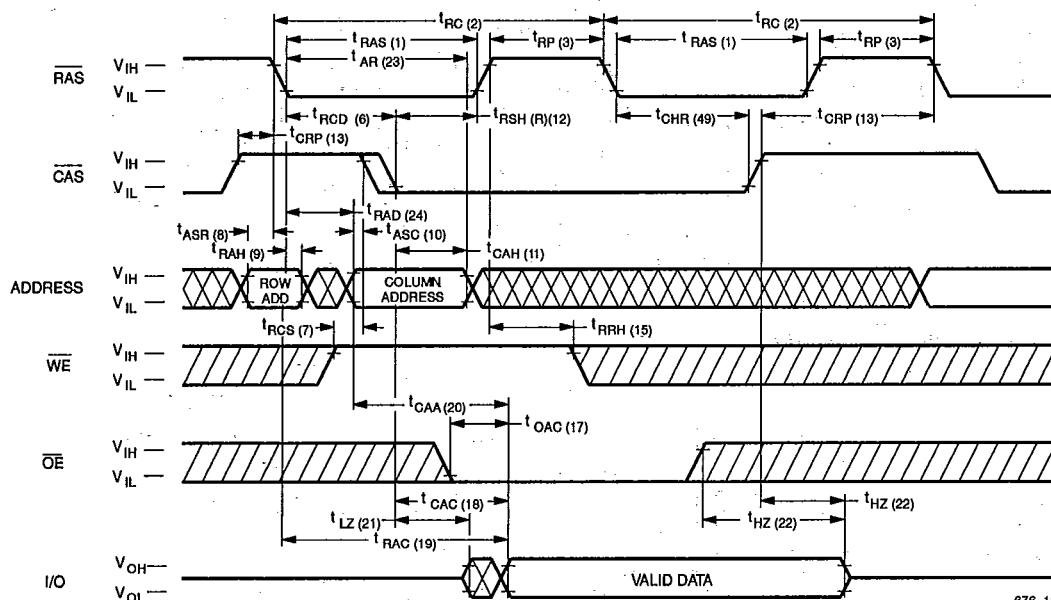 tRC (2) tRC (2)
tRAS (1) tRP (3) tRAS (1) tRP (3)
tAR (23)
RAS VIH
VIL
tRCD (6) tRSH (R)(12) tCHR (49) tCRP (13)
tCRP (13)
CAS VIH
VIL
tRAD (24)
tASR (8) tASC (10)
tRAH (9) tCAH (11)
ADDRESS VIH
VIL
ROW
ADD
COLUMN
ADDRESS
tRCS (7) tRRH (15)
WE VIH
VIL
tCAA (20)
tOAC (17)
OE VIH
VIL
tCAC (18) tHZ (22)
tLZ (21) tHZ (22)
tRAC (19)
I/O VOH
VOL
VALID DATA